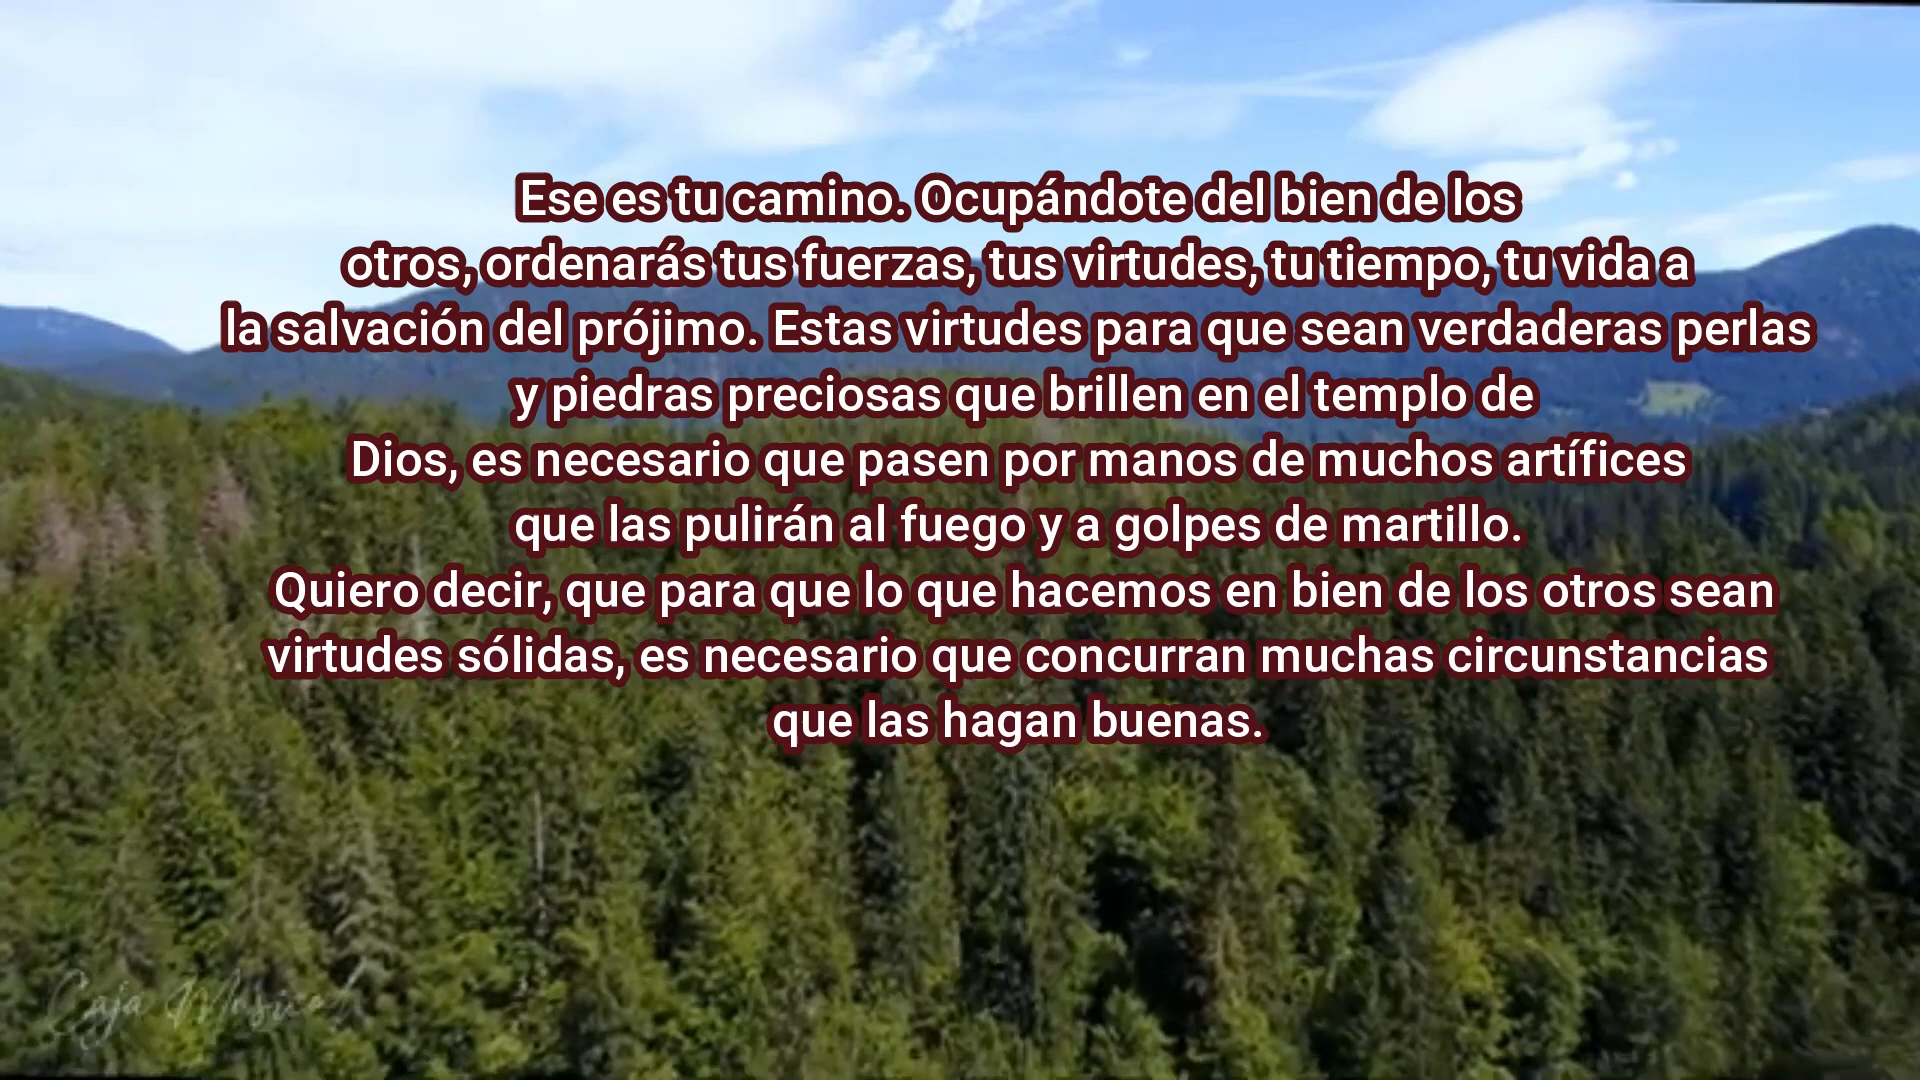 Ese es tu camino. Ocupándote del bien de los
otros, ordenarás tus fuerzas, tus virtudes, tu tiempo, tu vida a
la salvación del prójimo. Estas virtudes para que sean verdaderas perlas
y piedras preciosas que brillen en el templo de
Dios, es necesario que pasen por manos de muchos artífices
que las pulirán al fuego y a golpes de martillo.
Quiero decir, que para que lo que hacemos en bien de los otros sean
virtudes sólidas, es necesario que concurran muchas circunstancias
que las hagan buenas.
Caja Musical